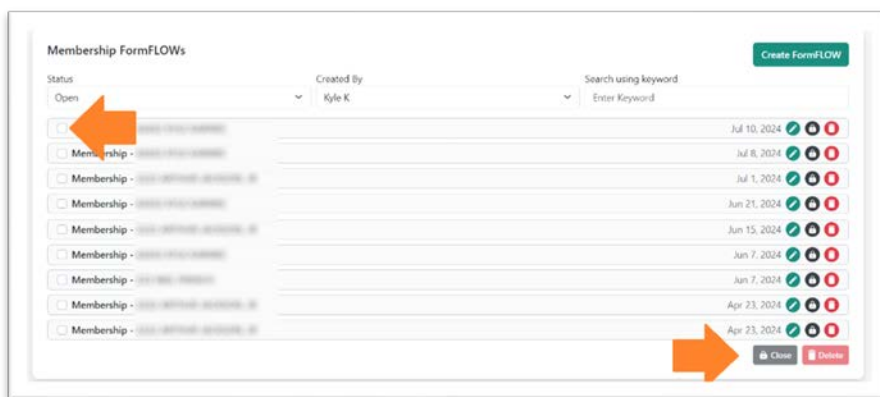 Membership FormFLOWs
Create FormFLOW
Status
Created By
Search using keyword
Open
Kyle K
Enter Keyword
Jul 10, 2024
Membership - Jul 8, 2024
Membership - Jul 1, 2024
Membership - Jun 21, 2024
Membership - Jun 15, 2024
Membership - Jun 7, 2024
Membership - Jun 7, 2024
Membership - Apr 23, 2024
Membership - Apr 23, 2024
Close
Delete